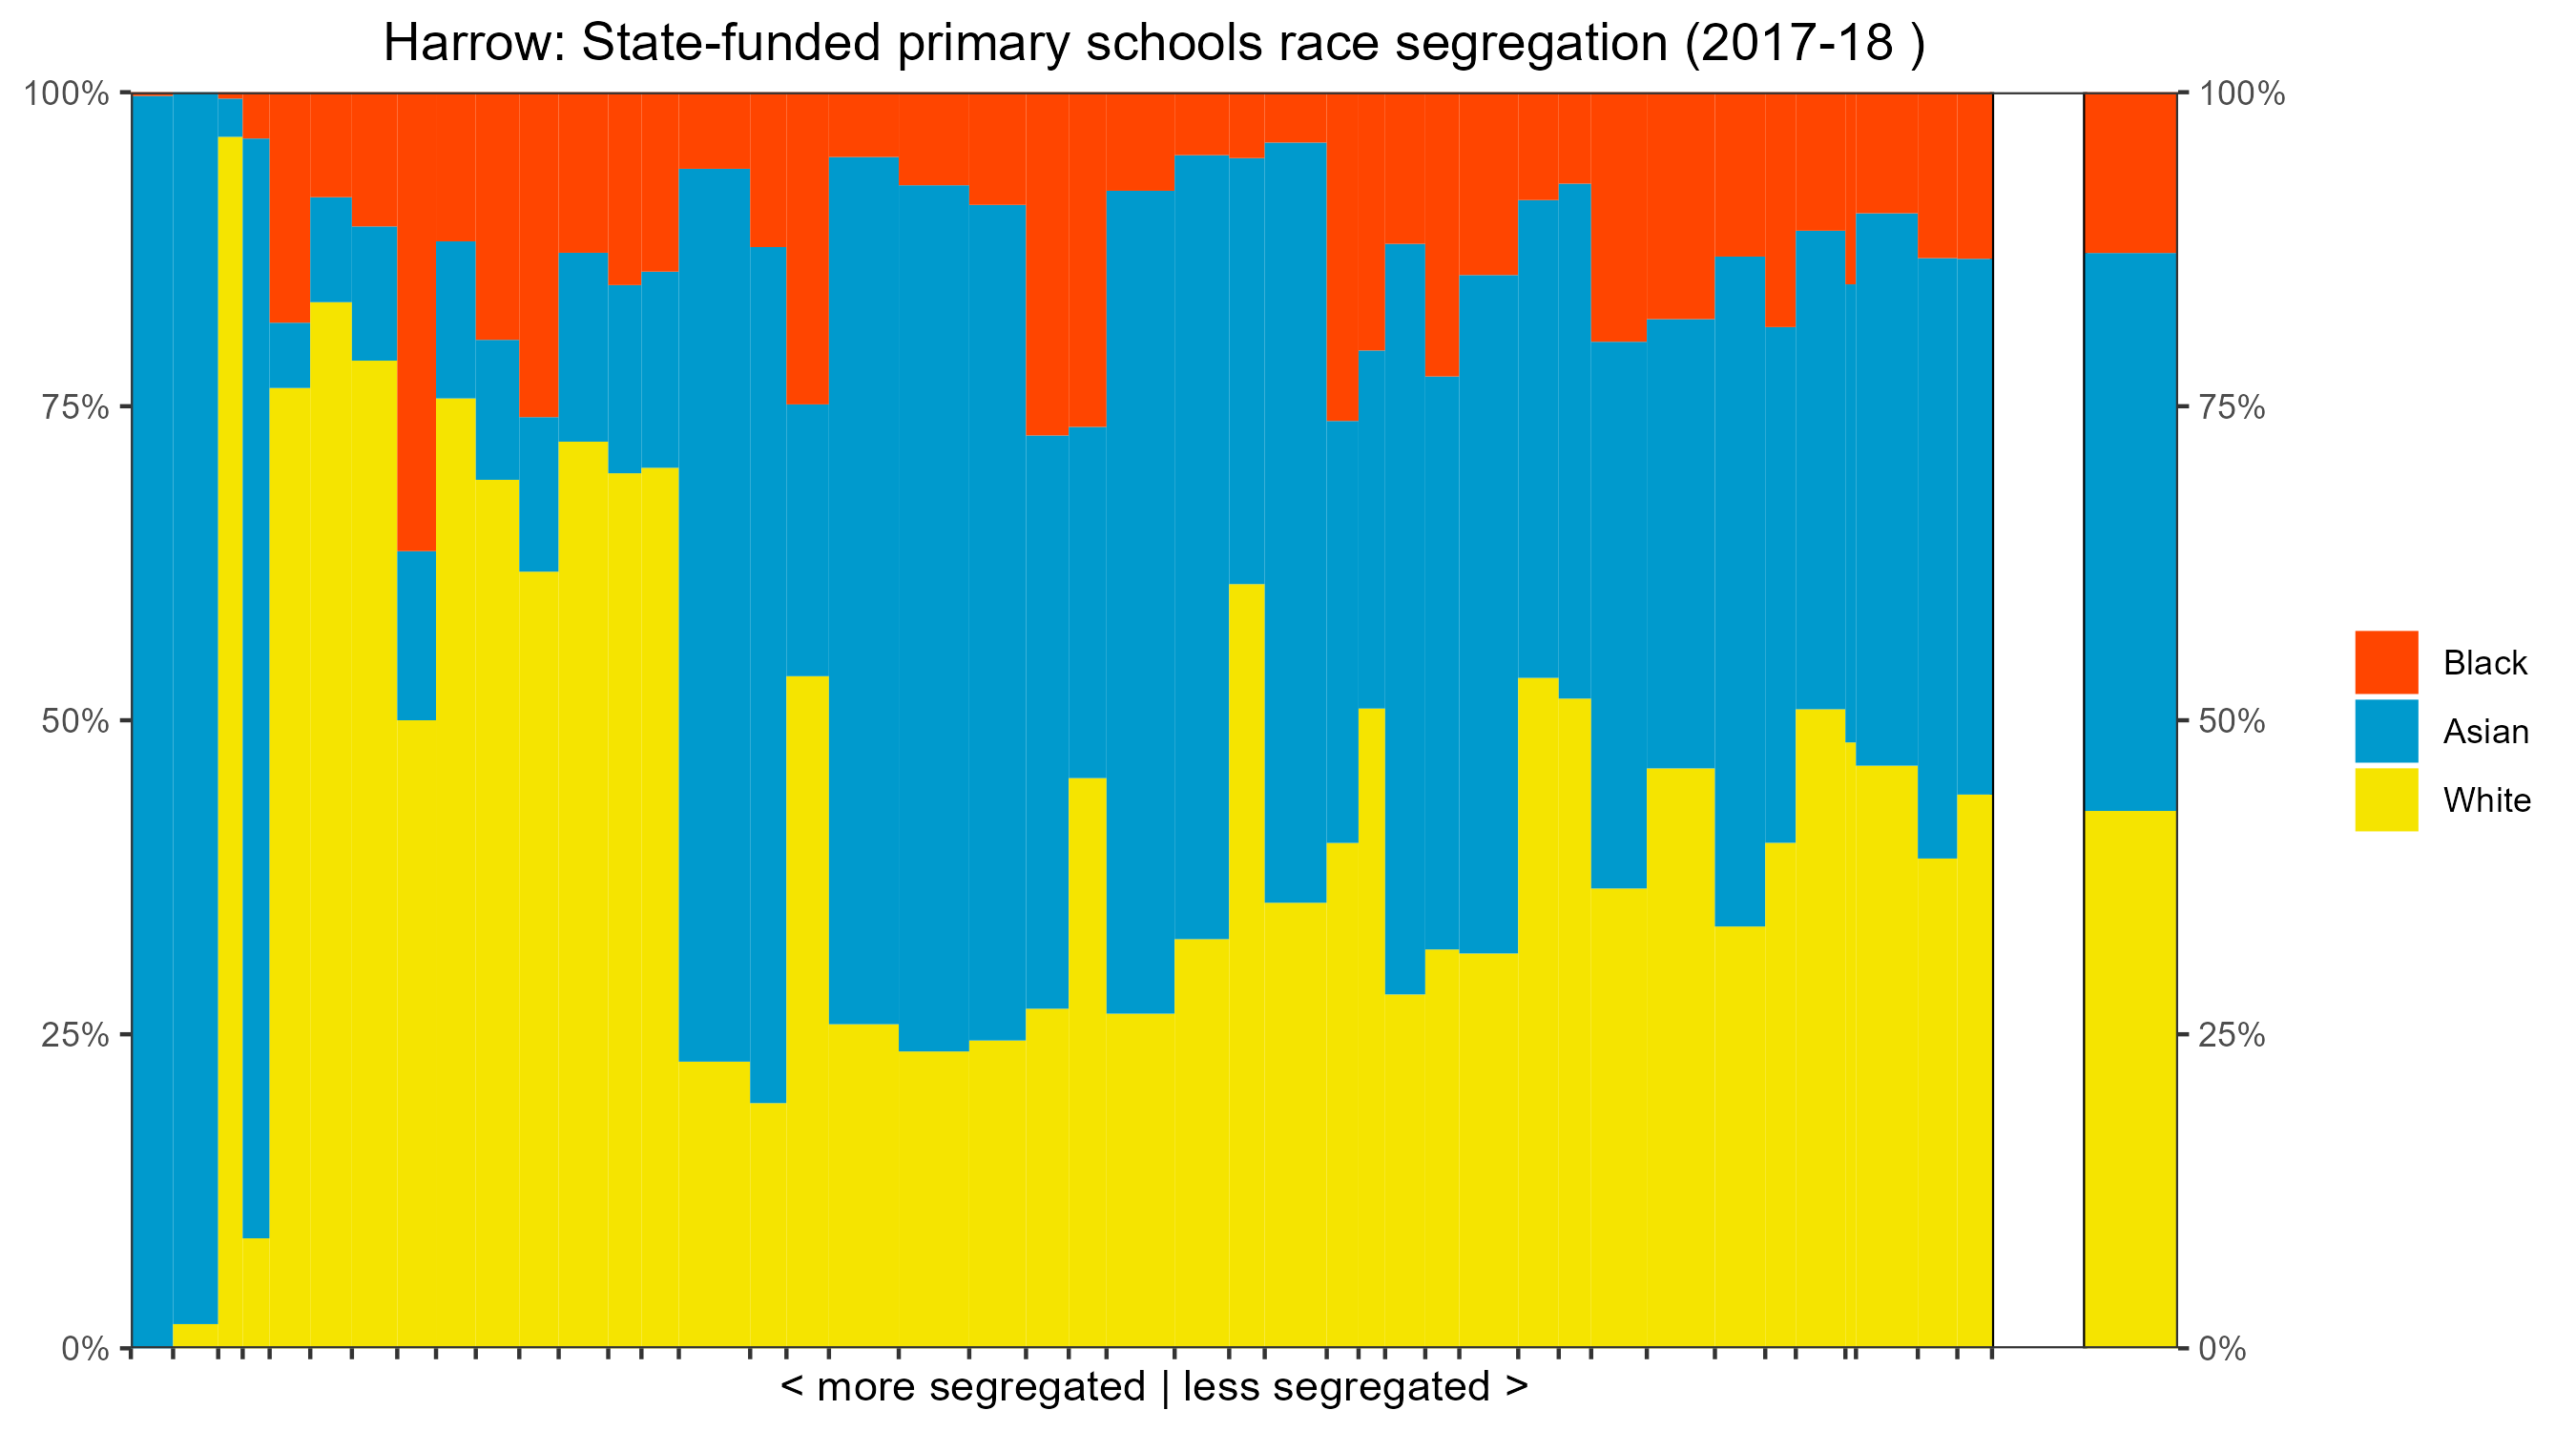 Harrow: State-funded primary schools race segregation (2017-18 )
100%
75%
50%
25%
0%
100%
75%
50%
25%
0%
Black
Asian
White
< more segregated | less segregated >